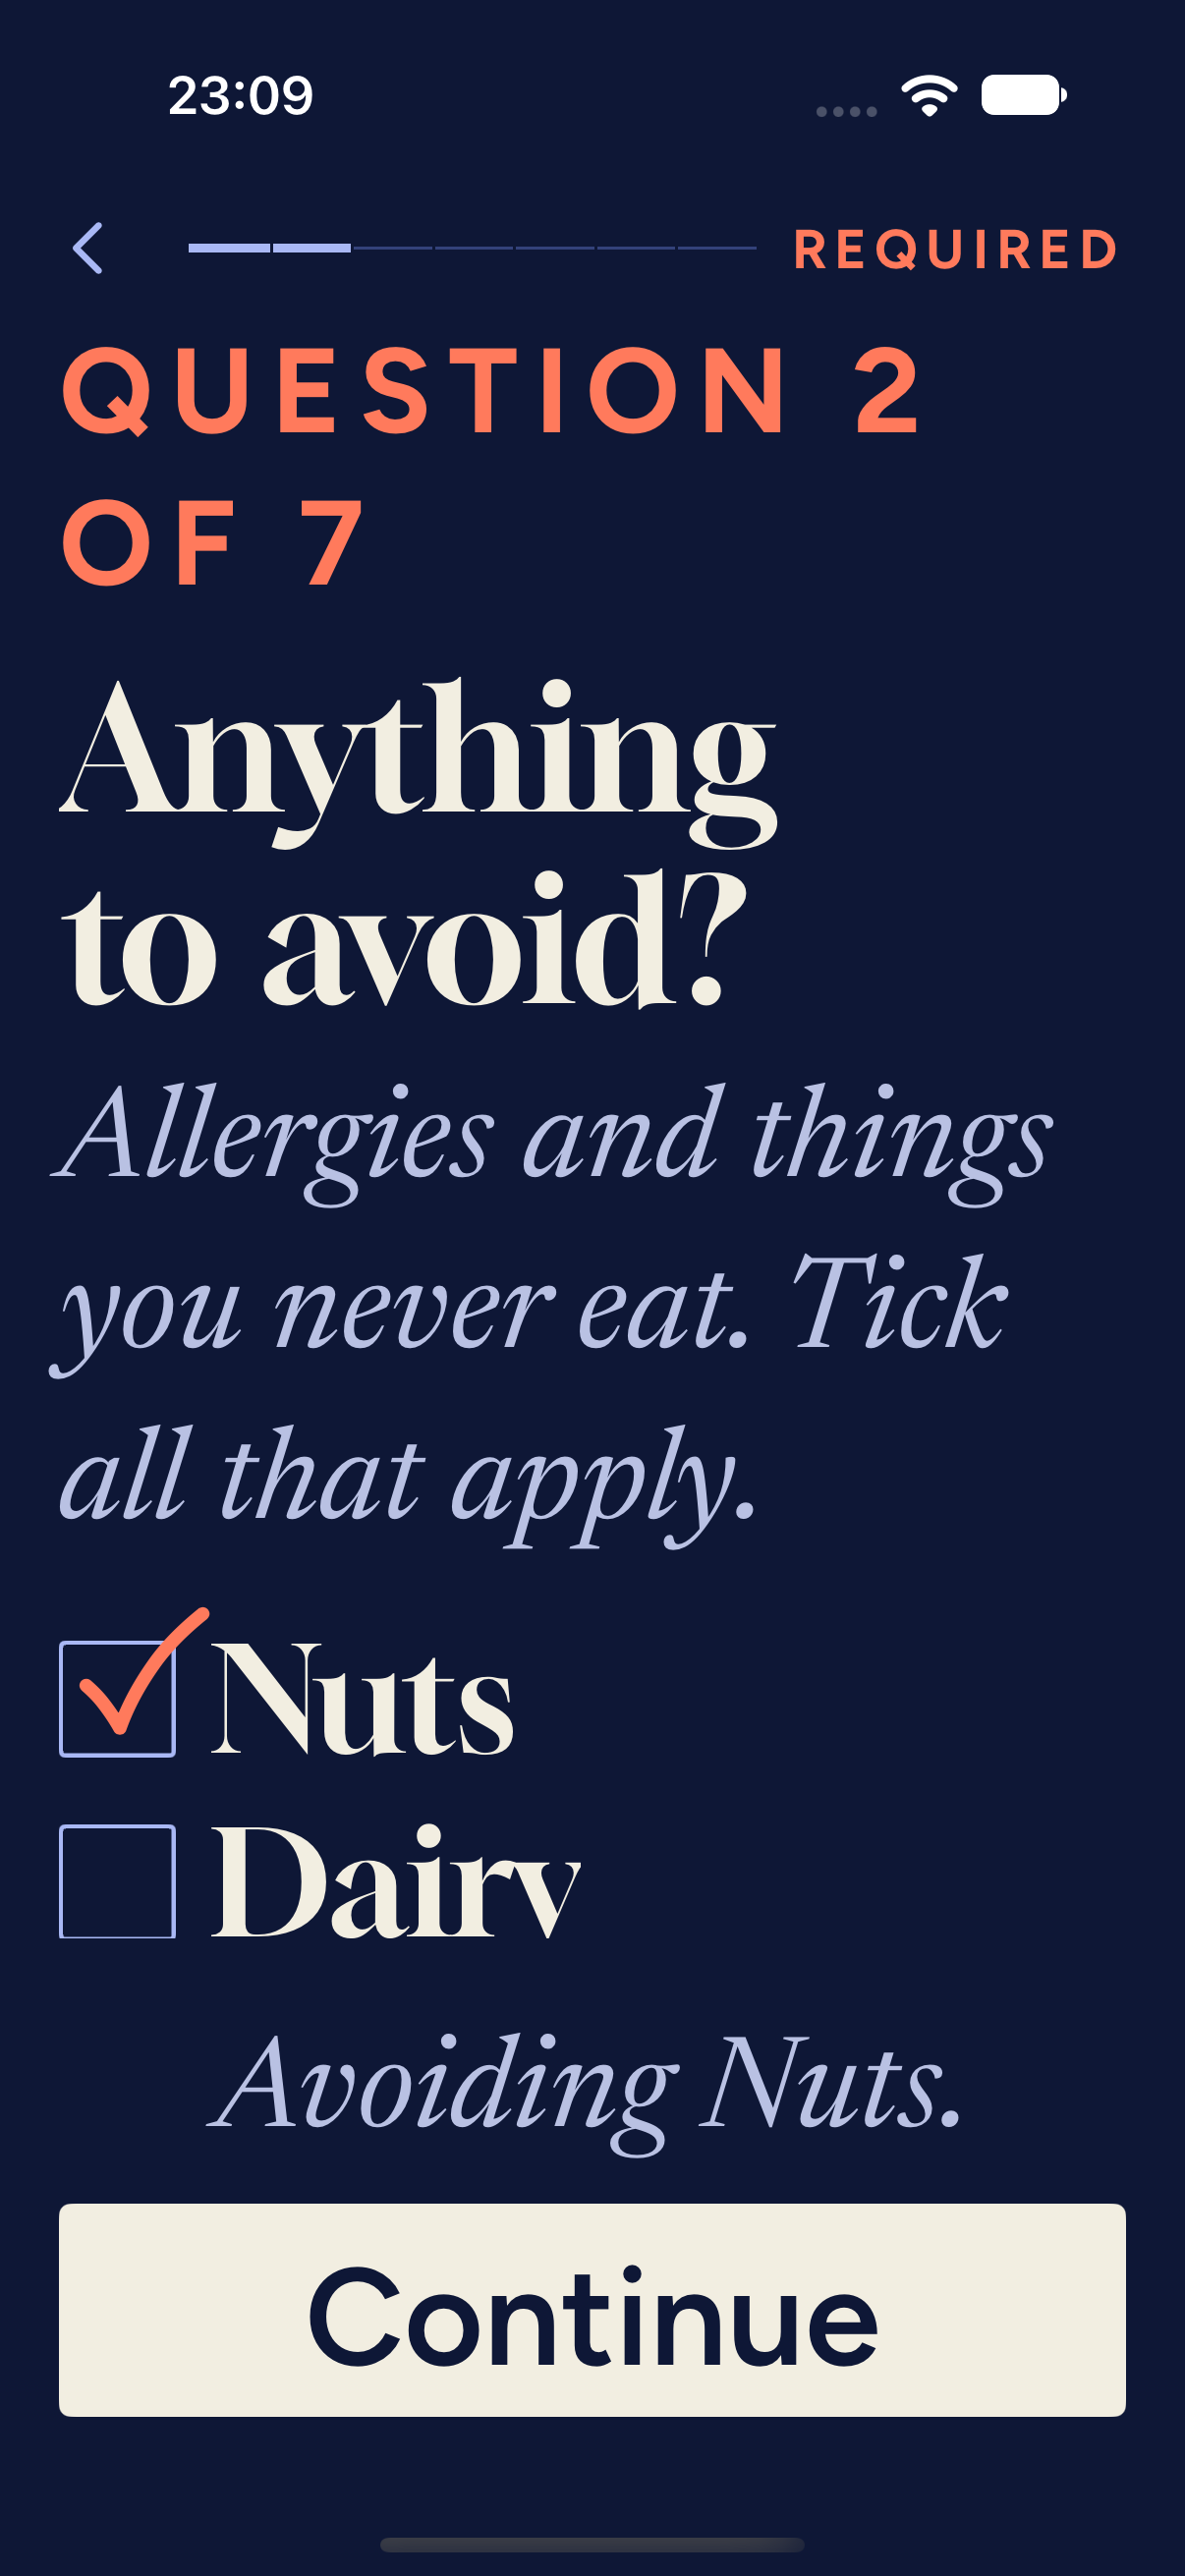 23:09
REQUIRED
QUESTION 2
OF 7
Anything
to avoid?
Allergies and things
you never eat. Tick
all that apply.
Nuts
Dairy
Avoiding Nuts.
Continue